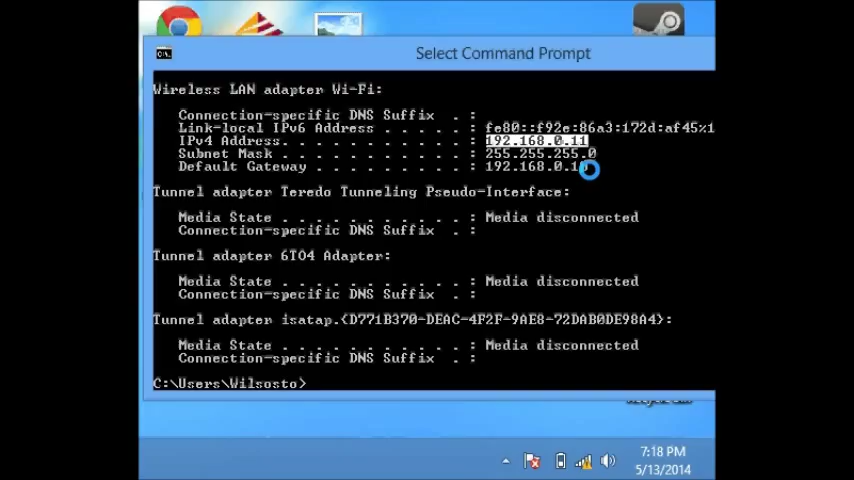 Select Command Prompt
C:\.
Wireless LAN adapter Wi-Fi:
Connection-specific DNS Suffix . :
Link-local IPv6 Address . . . . . : fe80::f92e:86a3:172d:af45%1
IPv4 Address. . . . . . . . . . . : 192.168.0.11
Subnet Mask . . . . . . . . . . . : 255.255.255.0
Default Gateway . . . . . . . . . : 192.168.0.1
Tunnel adapter Teredo Tunneling Pseudo-Interface:
Media State . . . . . . . . . . . : Media disconnected
Connection-specific DNS Suffix . :
Tunnel adapter 6TO4 Adapter:
Media State . . . . . . . . . . . : Media disconnected
Connection-specific DNS Suffix . :
Tunnel adapter isatap.{D771B370-DEAC-4F2F-9AE8-72DAB0DE98A4}:
Media State . . . . . . . . . . . : Media disconnected
Connection-specific DNS Suffix . :
C:\Users\Wilsosto>
7:18 PM
5/13/2014